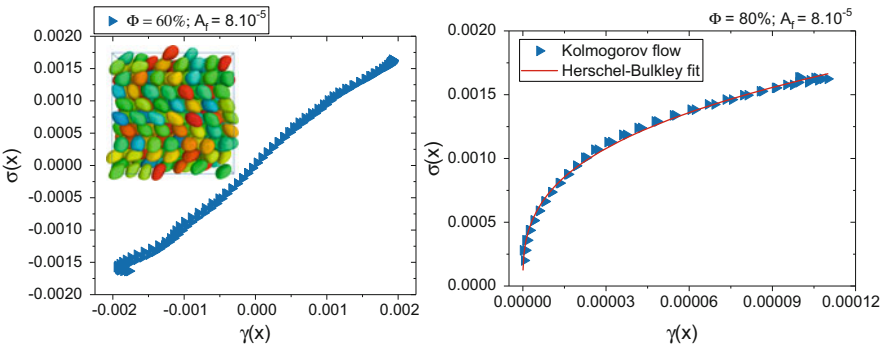 Φ = 60%; A_f = 8.10⁻⁵
0.0020
0.0015
0.0010
0.0005
0.0000
-0.0005
-0.0010
-0.0015
-0.0020
σ(x)
-0.002 -0.001 0.000 0.001 0.002
γ(x)
Φ = 80%; A_f = 8.10⁻⁵
Kolmogorov flow
Herschel-Bulkley fit
0.0020
0.0015
0.0010
0.0005
0.0000
σ(x)
0.00000 0.00003 0.00006 0.00009 0.00012
γ(x)